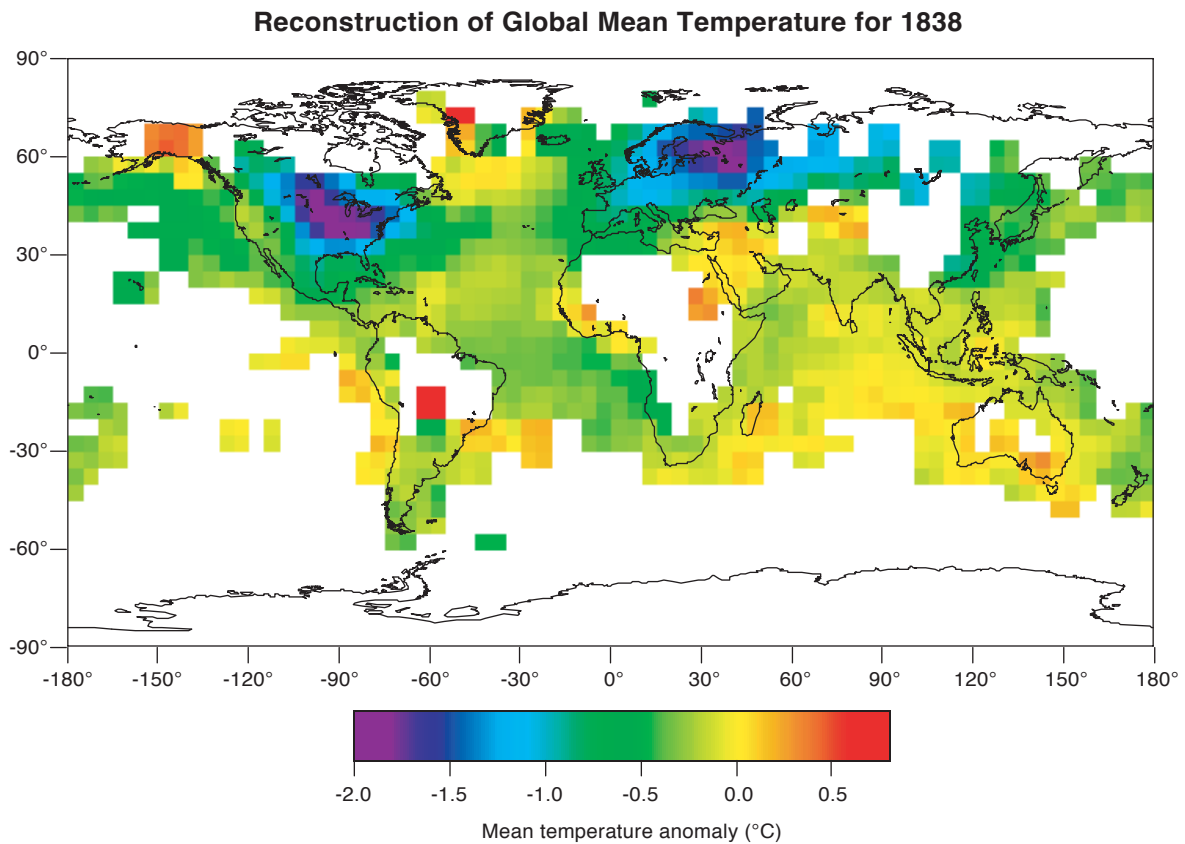 Reconstruction of Global Mean Temperature for 1838
90°
60°
30°
0°
-30°
-60°
-90°
-180° -150° -120° -90° -60° -30° 0° 30° 60° 90° 120° 150° 180°
-2.0 -1.5 -1.0 -0.5 0.0 0.5
Mean temperature anomaly (°C)